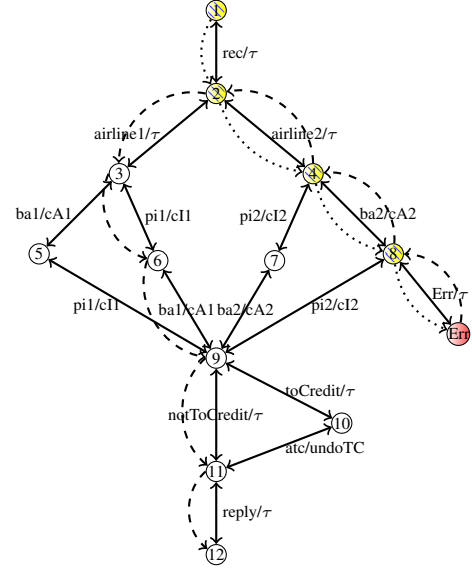 1
rec/τ
2
airline1/τ airline2/τ
3 4
ba1/cA1 pi1/cI1 pi2/cI2 ba2/cA2
5 6 7 8
Err/τ
pi1/cI1 ba1/cA1 ba2/cA2 pi2/cI2
Err
9
toCredit/τ
notToCredit/τ 10
atc/undoTC
11
reply/τ
12